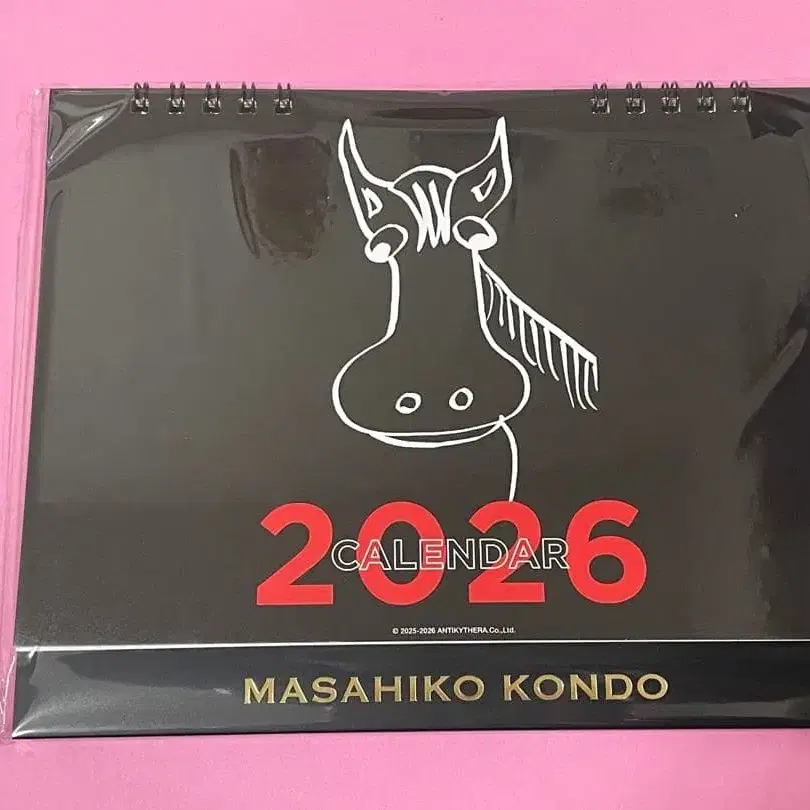 2026
CALENDAR
© 2025-2026 ANTIKYTHERA Co.,Ltd.
MASAHIKO KONDO